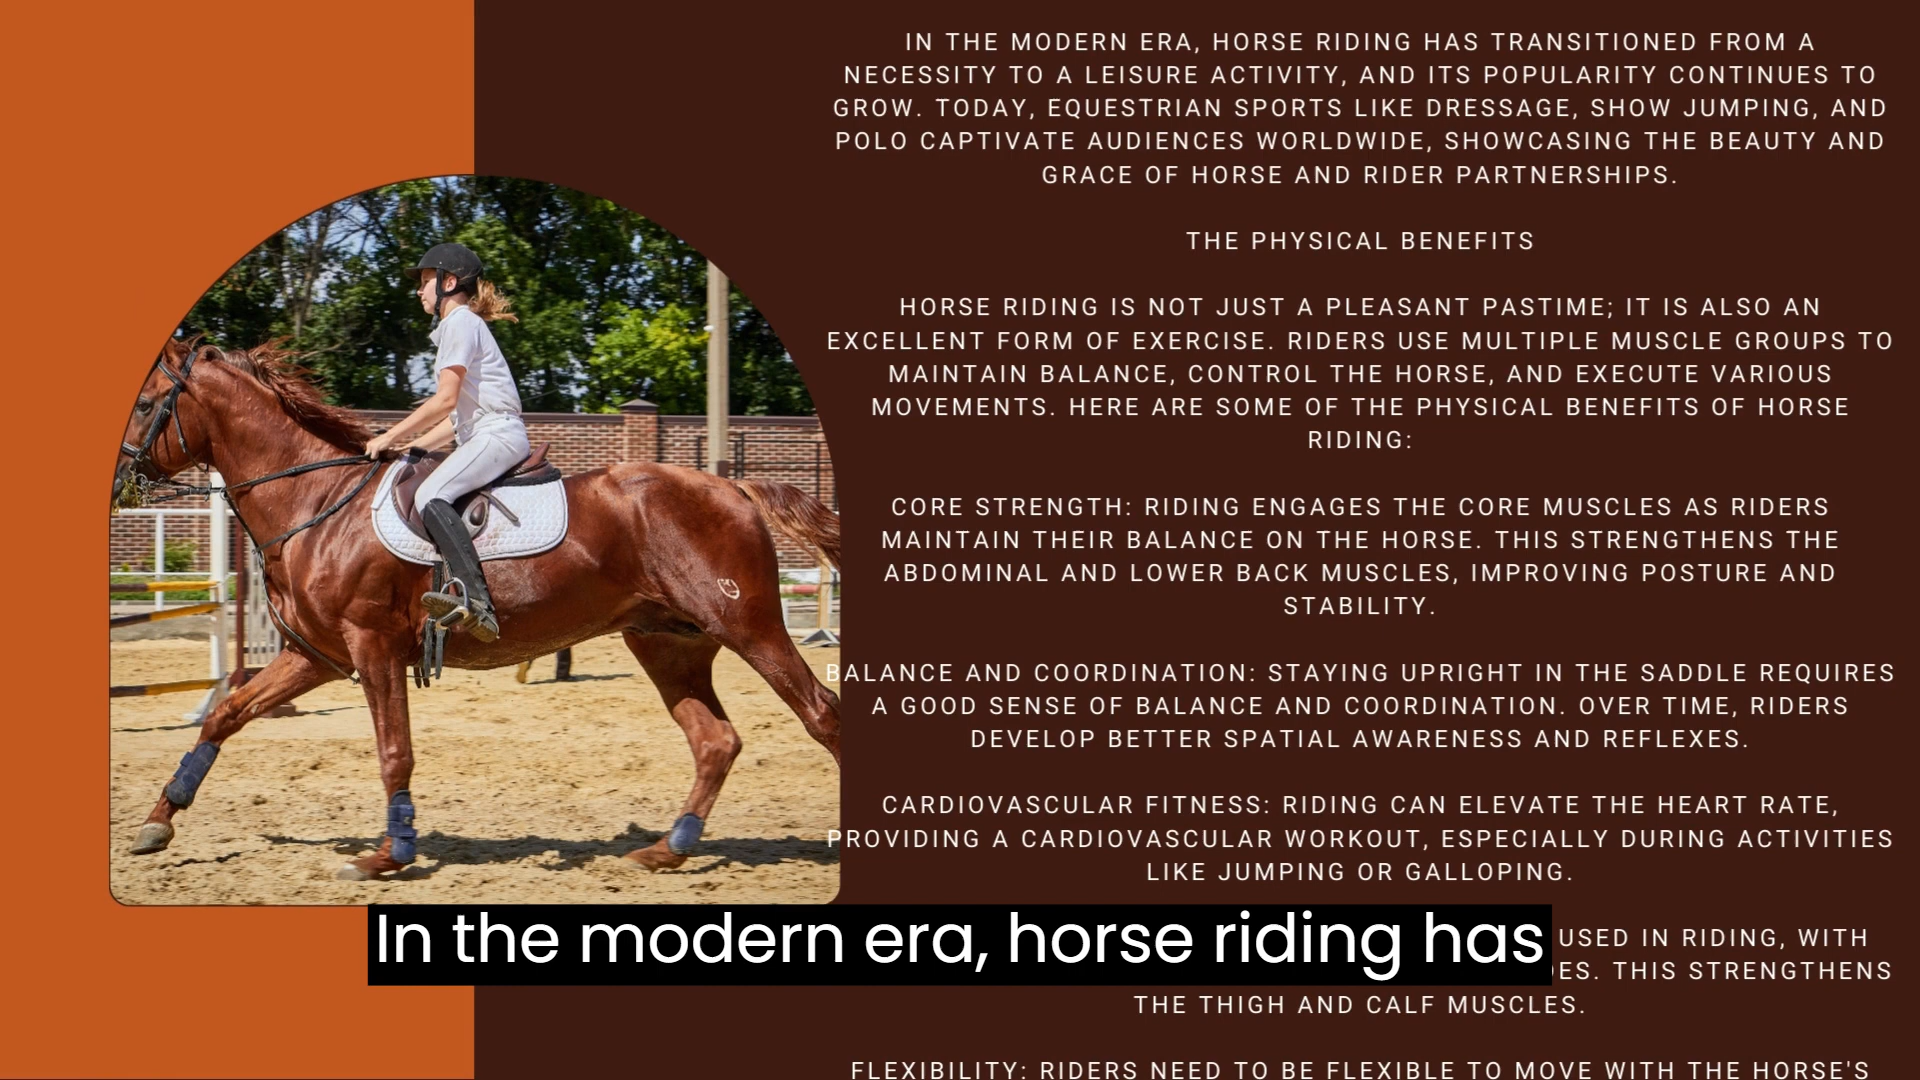 IN THE MODERN ERA, HORSE RIDING HAS TRANSITIONED FROM A
NECESSITY TO A LEISURE ACTIVITY, AND ITS POPULARITY CONTINUES TO
GROW. TODAY, EQUESTRIAN SPORTS LIKE DRESSAGE, SHOW JUMPING, AND
POLO CAPTIVATE AUDIENCES WORLDWIDE, SHOWCASING THE BEAUTY AND
GRACE OF HORSE AND RIDER PARTNERSHIPS.
THE PHYSICAL BENEFITS
HORSE RIDING IS NOT JUST A PLEASANT PASTIME; IT IS ALSO AN
EXCELLENT FORM OF EXERCISE. RIDERS USE MULTIPLE MUSCLE GROUPS TO
MAINTAIN BALANCE, CONTROL THE HORSE, AND EXECUTE VARIOUS
MOVEMENTS. HERE ARE SOME OF THE PHYSICAL BENEFITS OF HORSE
RIDING:
CORE STRENGTH: RIDING ENGAGES THE CORE MUSCLES AS RIDERS
MAINTAIN THEIR BALANCE ON THE HORSE. THIS STRENGTHENS THE
ABDOMINAL AND LOWER BACK MUSCLES, IMPROVING POSTURE AND
STABILITY.
BALANCE AND COORDINATION: STAYING UPRIGHT IN THE SADDLE REQUIRES
A GOOD SENSE OF BALANCE AND COORDINATION. OVER TIME, RIDERS
DEVELOP BETTER SPATIAL AWARENESS AND REFLEXES.
CARDIOVASCULAR FITNESS: RIDING CAN ELEVATE THE HEART RATE,
PROVIDING A CARDIOVASCULAR WORKOUT, ESPECIALLY DURING ACTIVITIES
LIKE JUMPING OR GALLOPING.
In the modern era, horse riding has
USED IN RIDING, WITH
THIS STRENGTHENS
THE THIGH AND CALF MUSCLES.
FLEXIBILITY: RIDERS NEED TO BE FLEXIBLE TO MOVE WITH THE HORSE'S